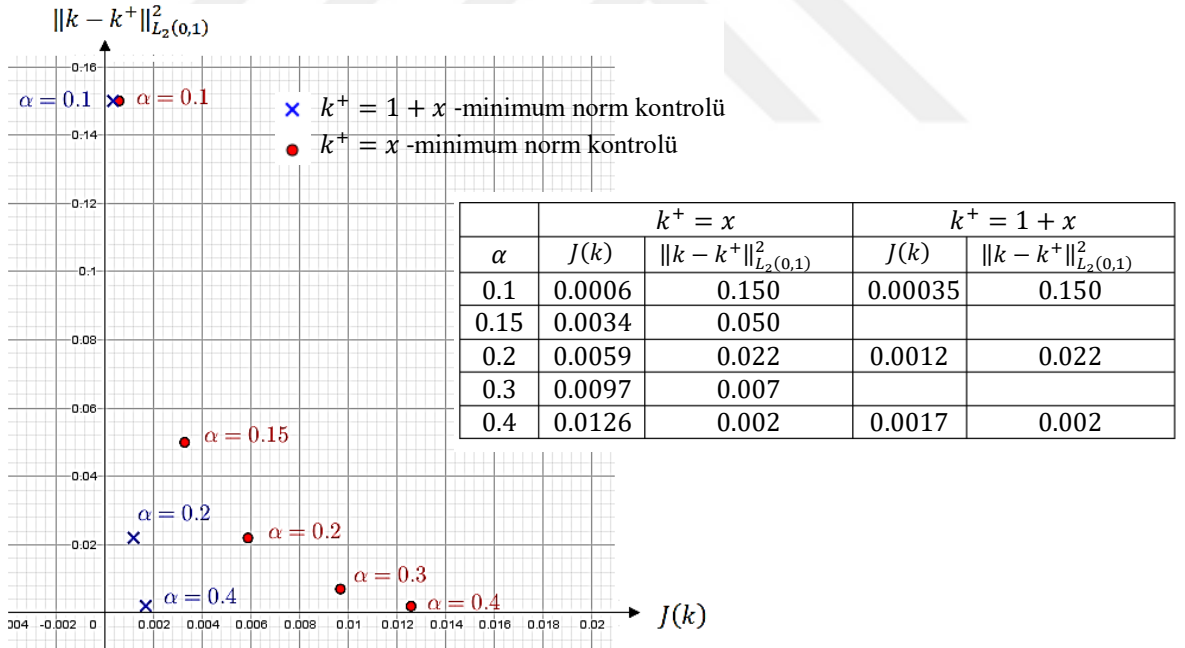 ‖k − k⁺‖²_{L₂(0,1)}
0.16
α = 0.1 α = 0.1
× k⁺ = 1 + x -minimum norm kontrolü
0.14
● k⁺ = x -minimum norm kontrolü
0.12
0.1
0.08
0.06
α = 0.15
0.04
α = 0.2
α = 0.2
0.02
α = 0.3
α = 0.4 α = 0.4
04 -0.002 0 0.002 0.004 0.006 0.008 0.01 0.012 0.014 0.016 0.018 0.02
J(k)
k⁺ = x k⁺ = 1 + x
α J(k) ‖k − k⁺‖²_{L₂(0,1)} J(k) ‖k − k⁺‖²_{L₂(0,1)}
0.1 0.0006 0.150 0.00035 0.150
0.15 0.0034 0.050
0.2 0.0059 0.022 0.0012 0.022
0.3 0.0097 0.007
0.4 0.0126 0.002 0.0017 0.002